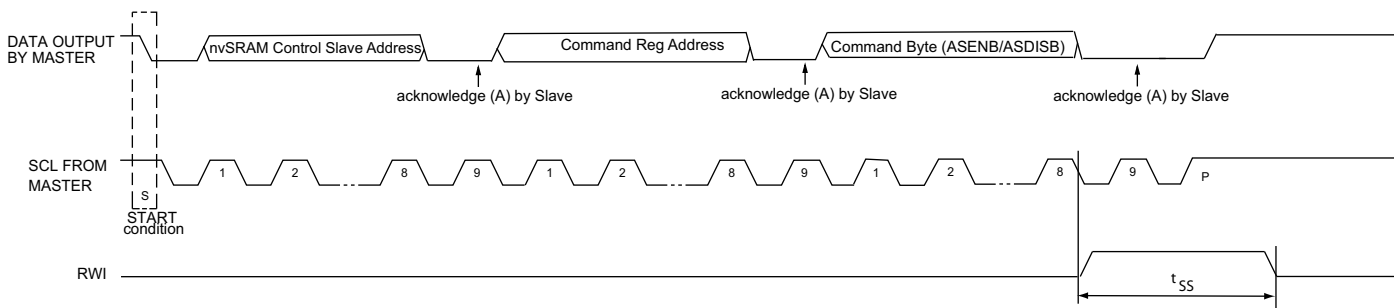 DATA OUTPUT
BY MASTER
nvSRAM Control Slave Address
Command Reg Address
Command Byte (ASENB/ASDISB)
acknowledge (A) by Slave
acknowledge (A) by Slave
acknowledge (A) by Slave
SCL FROM
MASTER
1 2 8 9 1 2 8 9 1 2 8 9 P
S
START
condition
RWI
tSS